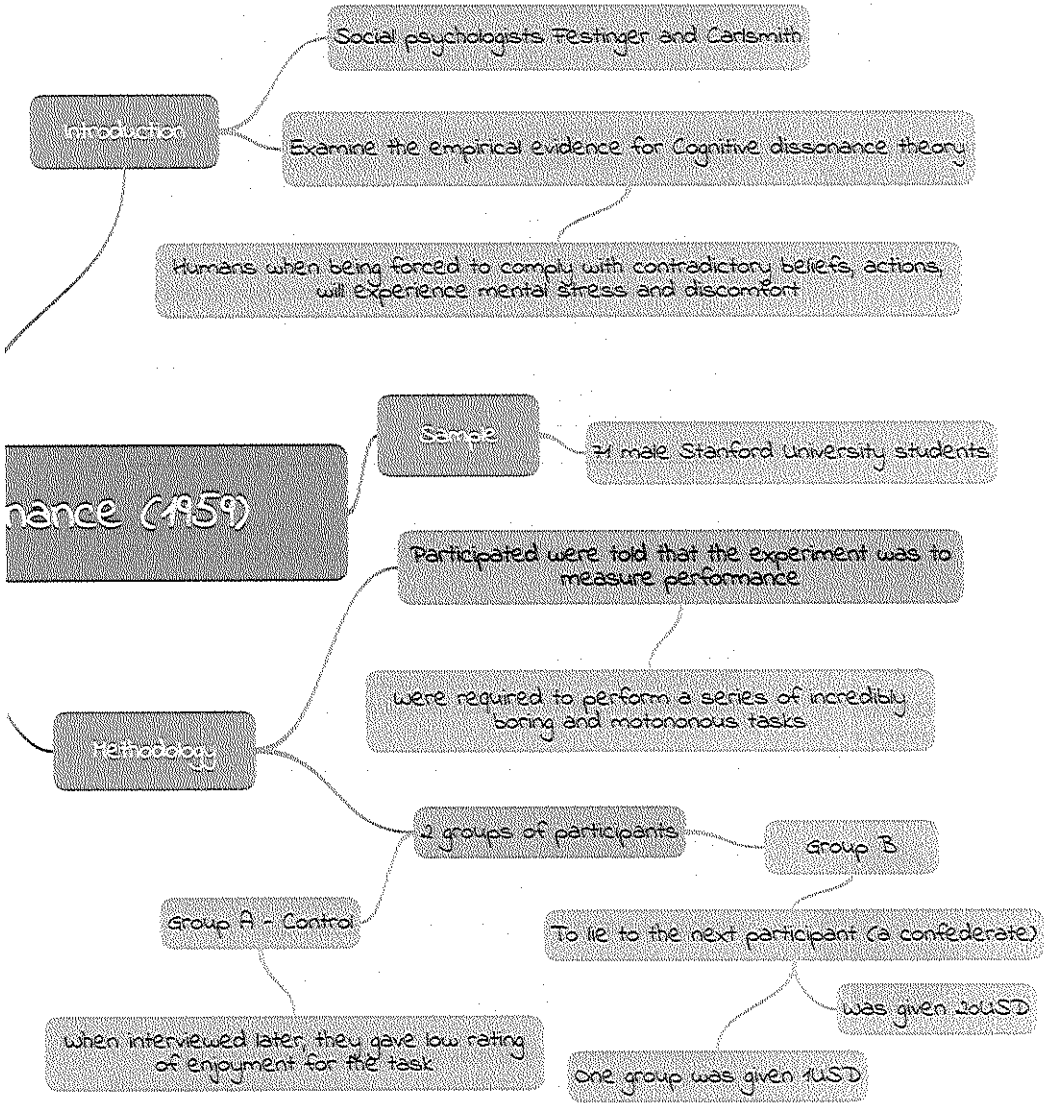 Social psychologists Festinger and Carlsmith
Introduction
Examine the empirical evidence for Cognitive dissonance theory
Humans when being forced to comply with contradictory beliefs, actions,
will experience mental stress and discomfort
Sample
71 male Stanford University students
nance (1959)
Participated were told that the experiment was to
measure performance
were required to perform a series of incredibly
boring and motononous tasks
Methodology
2 groups of participants
Group B
Group A - Control
To lie to the next participant (a confederate)
was given 20USD
When interviewed later, they gave low rating
of enjoyment for the task
One group was given 1USD